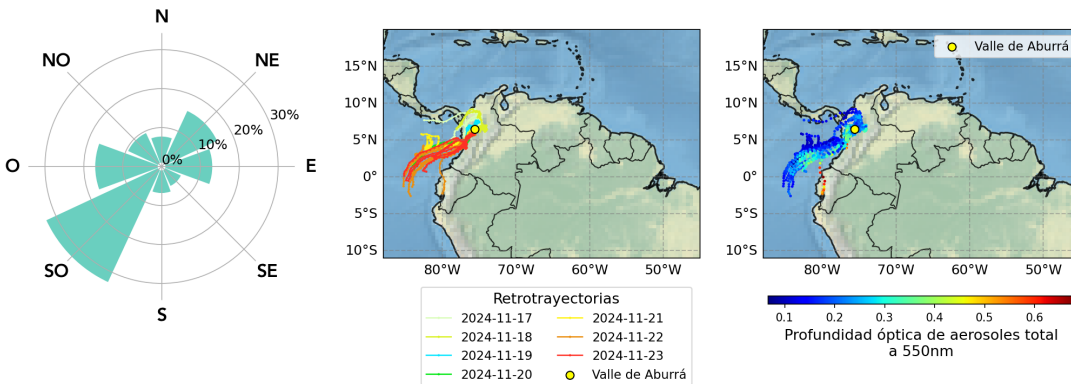 N
NO
NE
30%
20%
10%
0%
O
E
SO
SE
S
15°N
10°N
5°N
0°
5°S
10°S
80°W
70°W
60°W
50°W
Retrotrayectorias
2024-11-17
2024-11-18
2024-11-19
2024-11-20
2024-11-21
2024-11-22
2024-11-23
Valle de Aburrá
Valle de Aburrá
15°N
10°N
5°N
0°
5°S
10°S
80°W
70°W
60°W
50°W
0.1
0.2
0.3
0.4
0.5
0.6
Profundidad óptica de aerosoles total
a 550nm